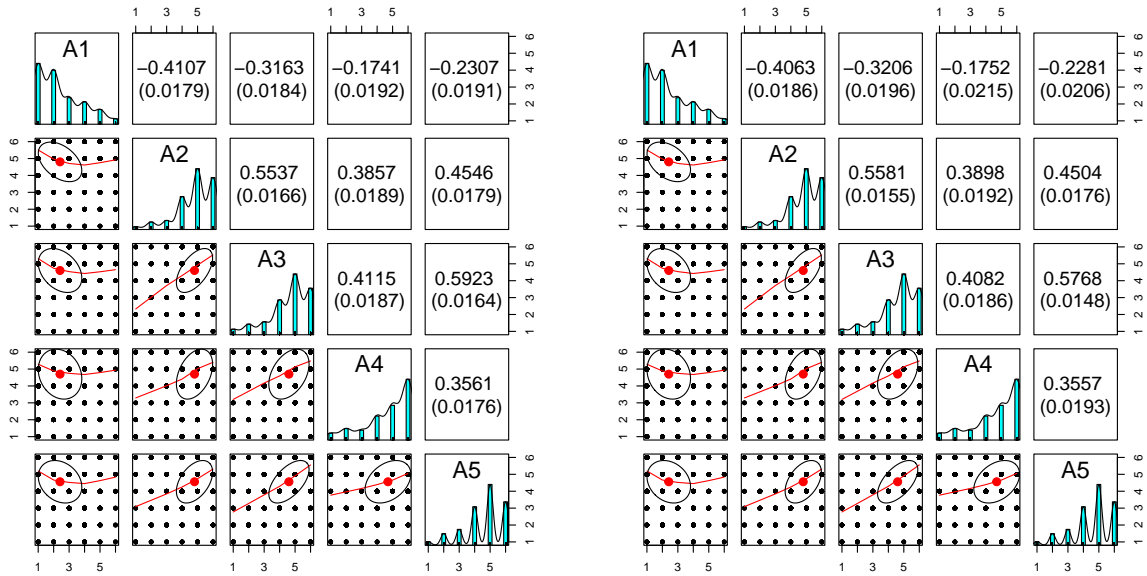 1 3 5 1 3 5
A1 −0.4107 −0.3163 −0.1741 −0.2307 1 2 3 4 5 6
(0.0179) (0.0184) (0.0192) (0.0191)
1 2 3 4 5 6 A2 0.5537 0.3857 0.4546
(0.0166) (0.0189) (0.0179)
A3 0.4115 0.5923 1 2 3 4 5 6
(0.0187) (0.0164)
1 2 3 4 5 6 A4 0.3561
(0.0176)
A5 1 2 3 4 5 6
1 3 5 1 3 5 1 3 5
1 5 1 5
A1 −0.4063 −0.3206 −0.1752 −0.2281 1 2 3 4 5 6
(0.0186) (0.0196) (0.0215) (0.0206)
1 2 3 4 5 6 A2 0.5581 0.3898 0.4504
(0.0155) (0.0192) (0.0176)
A3 0.4082 0.5768 1 2 3 4 5 6
(0.0186) (0.0148)
1 2 3 4 5 6 A4 0.3557
(0.0193)
A5 1 2 3 4 5 6
1 3 5 1 3 5 1 3 5